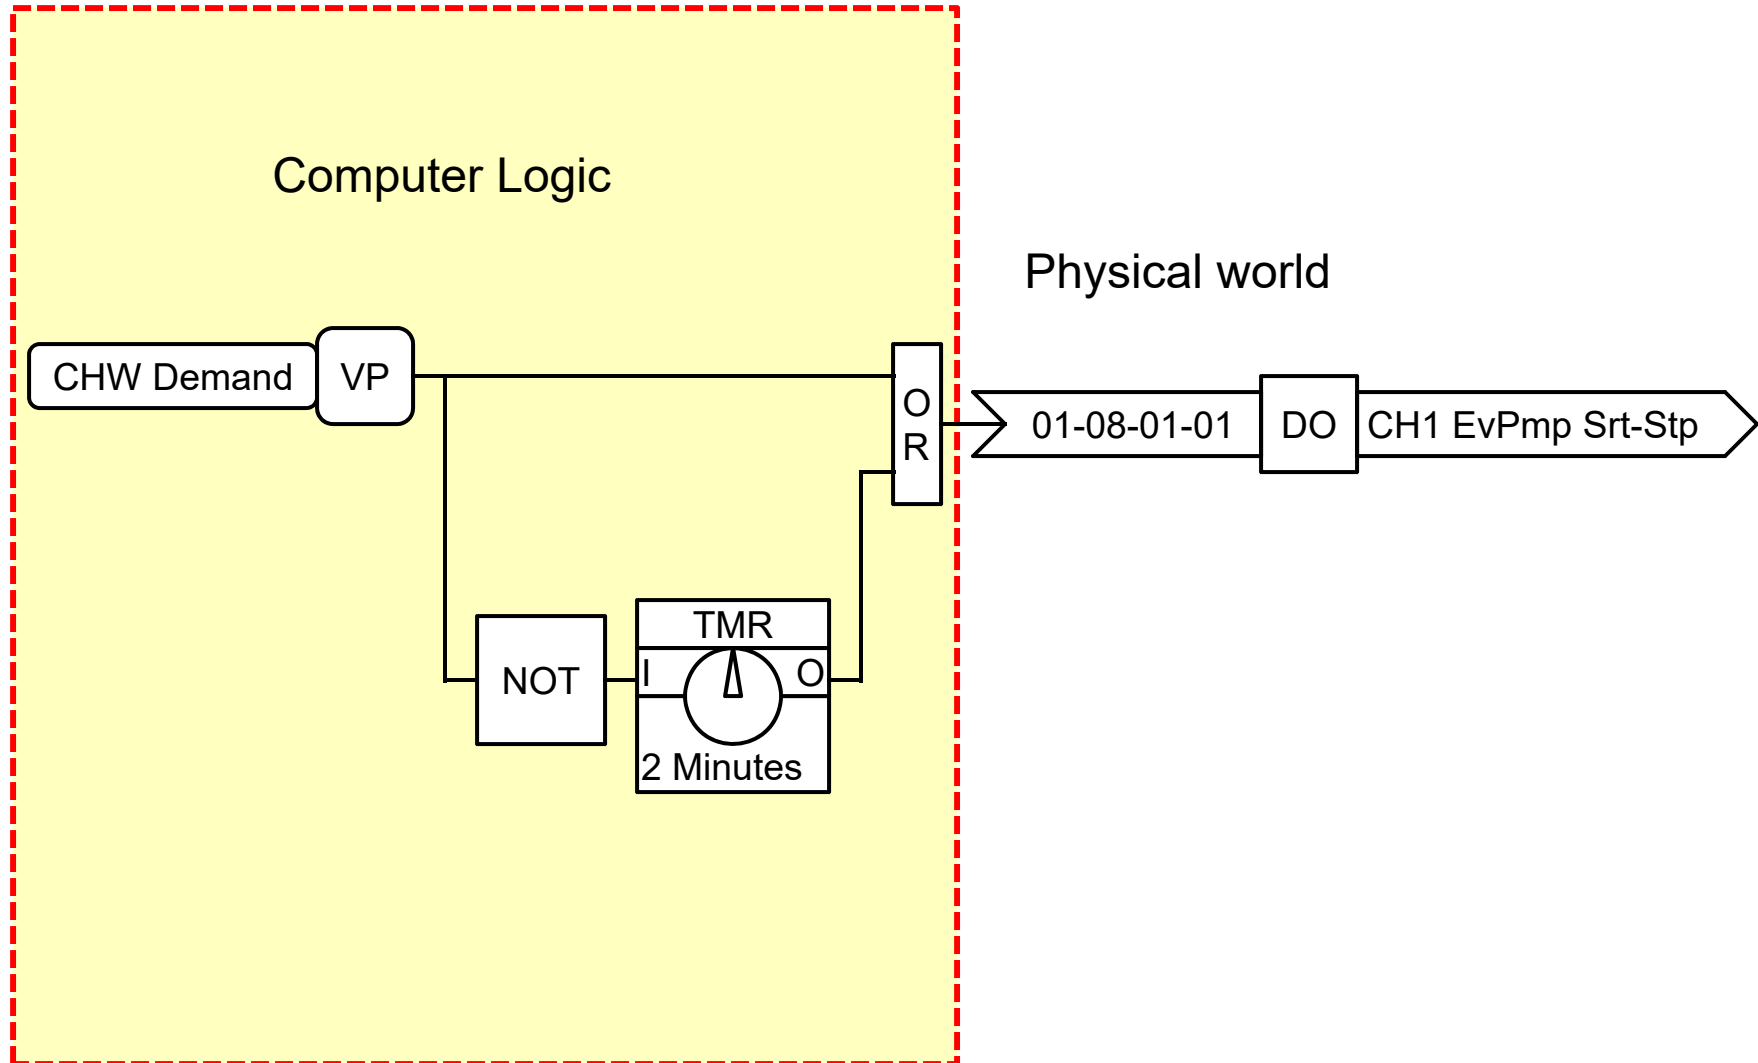 Computer Logic
Physical world
CHW Demand
VP
O
R
01-08-01-01
DO
CH1 EvPmp Srt-Stp
NOT
TMR
I
O
2 Minutes